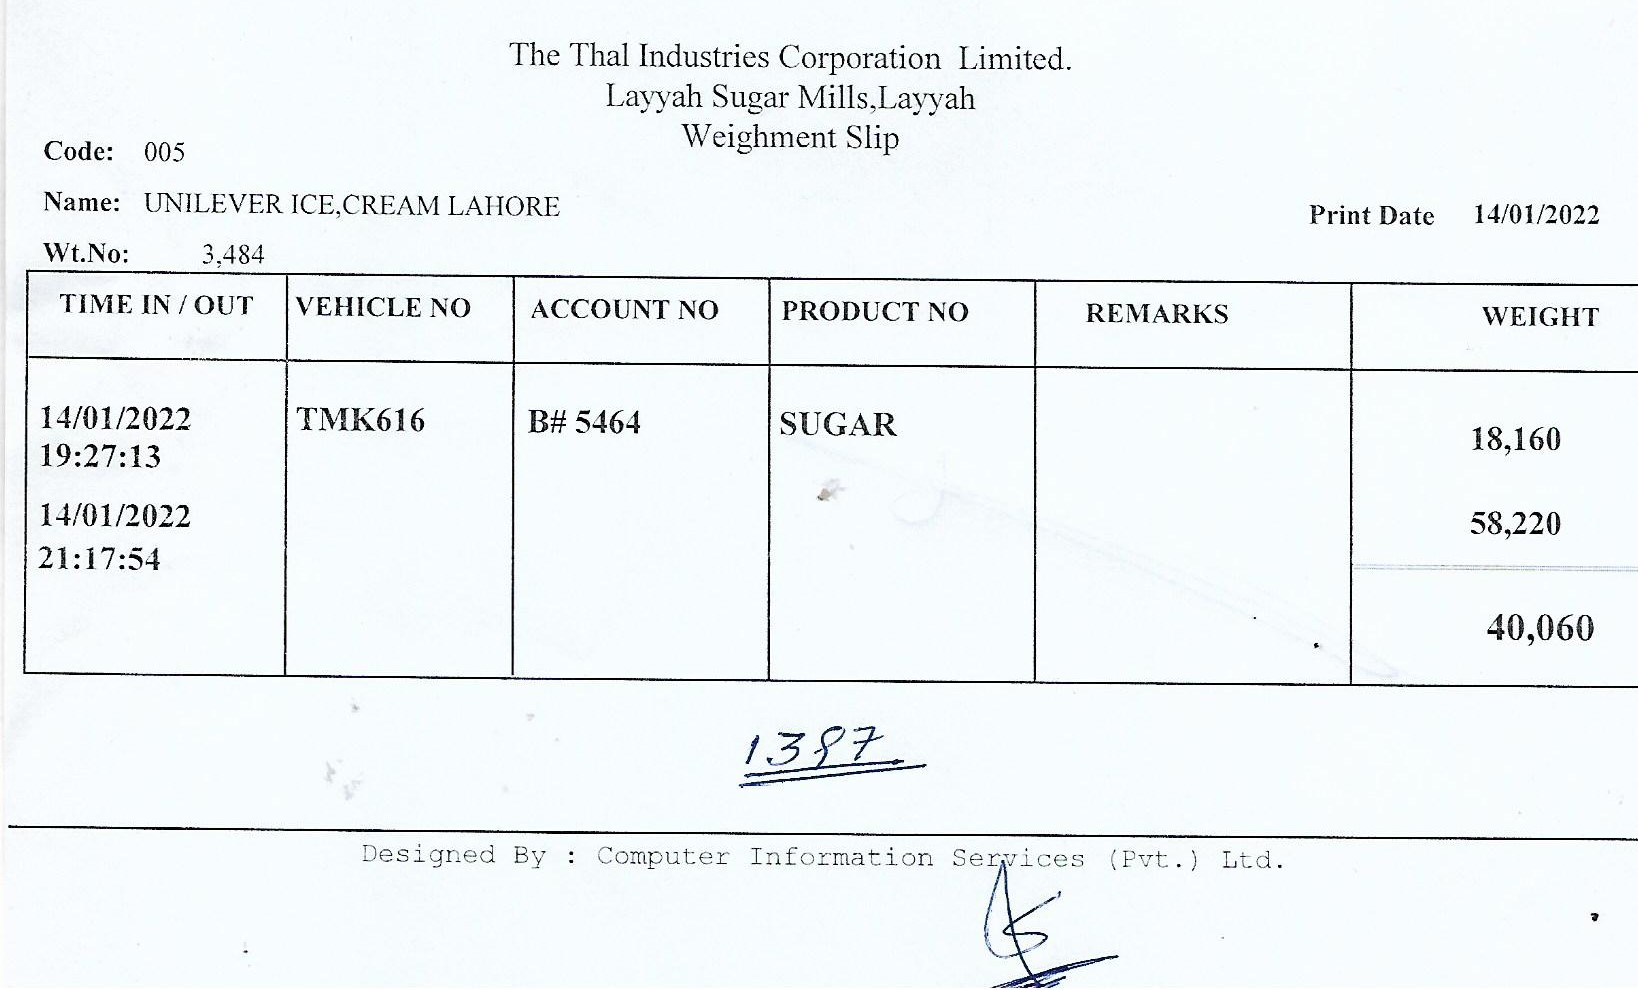 The Thal Industries Corporation Limited.
Layyah Sugar Mills,Layyah
Weighment Slip
Code: 005
Name: UNILEVER ICE,CREAM LAHORE
Print Date 14/01/2022
Wt.No: 3,484
TIME IN / OUT VEHICLE NO ACCOUNT NO PRODUCT NO REMARKS WEIGHT
14/01/2022 TMK616 B# 5464 SUGAR 18,160
19:27:13
14/01/2022 58,220
21:17:54
40,060
1397
Designed By : Computer Information Services (Pvt.) Ltd.